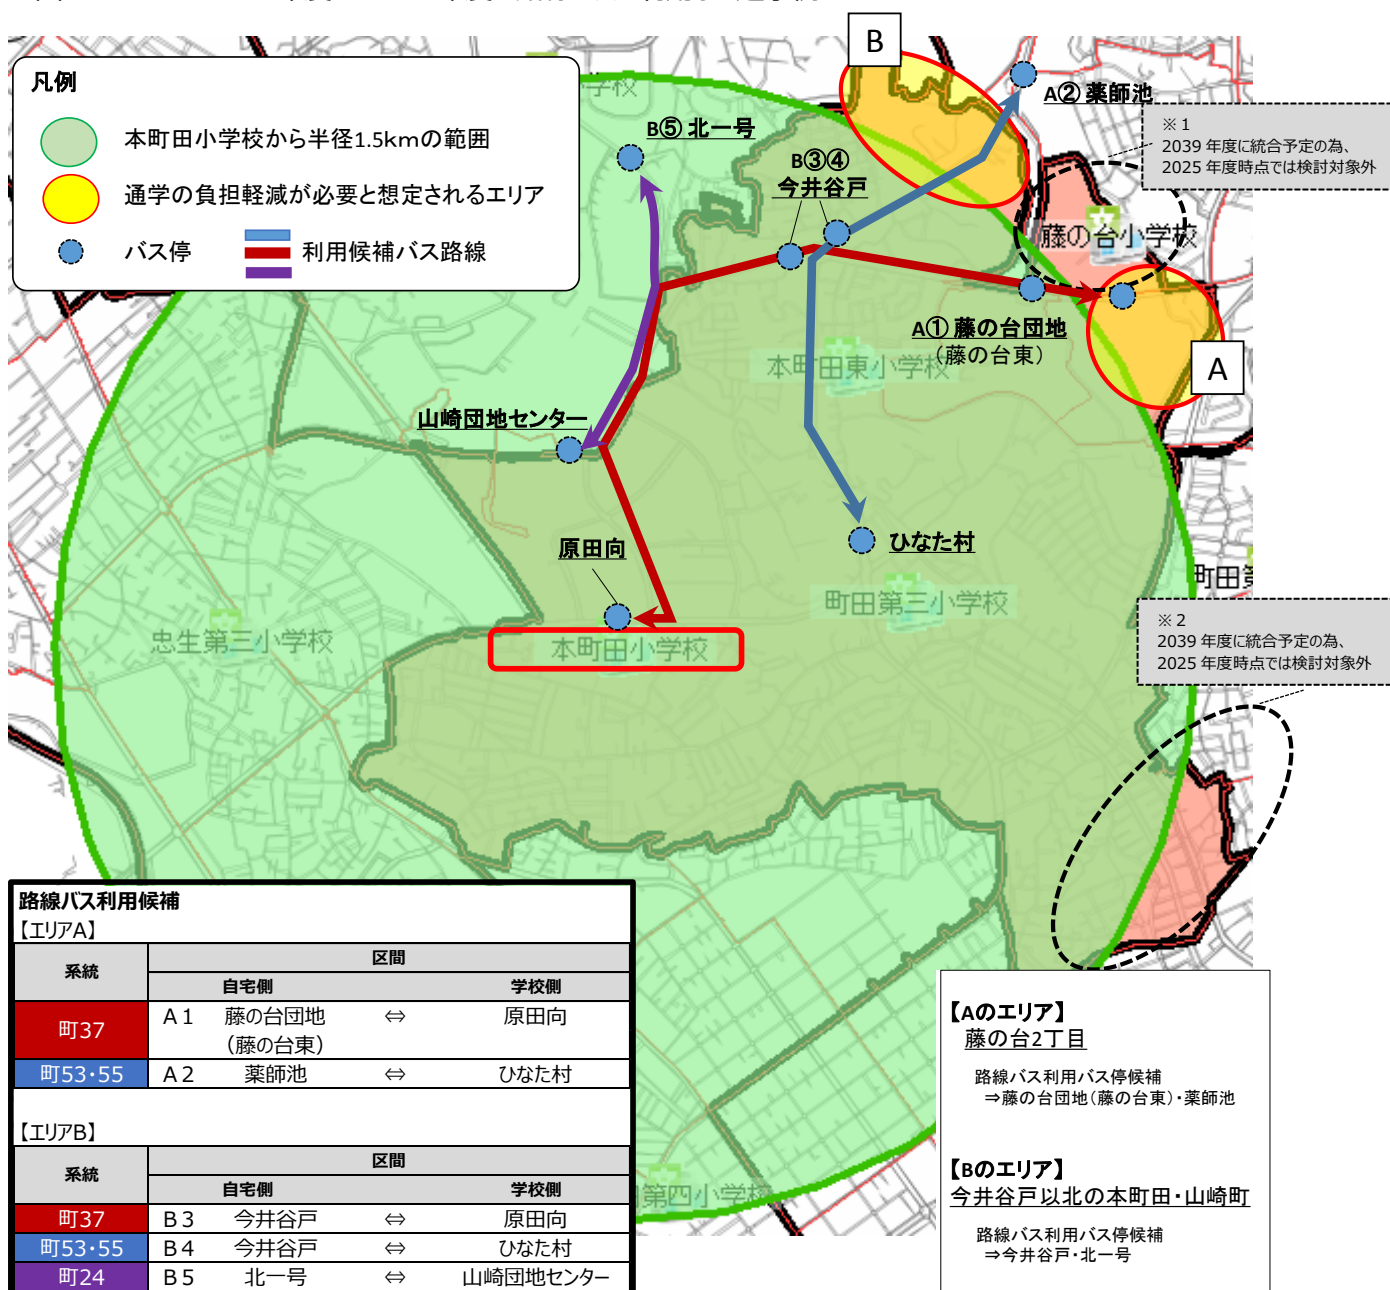 凡例
本町田小学校から半径1.5kmの範囲
通学の負担軽減が必要と想定されるエリア
バス停
利用候補バス路線
小学校
B
A② 薬師池
※1
2039 年度に統合予定の為、
2025 年度時点では検討対象外
B⑤ 北一号
B③④
今井谷戸
藤の台小学校
A① 藤の台団地
（藤の台東）
本町田東小学校
A
山崎団地センター
原田向
ひなた村
町田第三小学校
忠生第三小学校
本町田小学校
町田第
※2
2039 年度に統合予定の為、
2025 年度時点では検討対象外
第四小学校
路線バス利用候補
【エリアA】
系統 区間
自宅側 学校側
町37 A1 藤の台団地 ⇔ 原田向
（藤の台東）
町53･55 A2 薬師池 ⇔ ひなた村
【エリアB】
系統 区間
自宅側 学校側
町37 B3 今井谷戸 ⇔ 原田向
町53･55 B4 今井谷戸 ⇔ ひなた村
町24 B5 北一号 ⇔ 山崎団地センター
【Aのエリア】
藤の台2丁目
路線バス利用バス停候補
⇒藤の台団地（藤の台東）・薬師池
【Bのエリア】
今井谷戸以北の本町田・山崎町
路線バス利用バス停候補
⇒今井谷戸・北一号